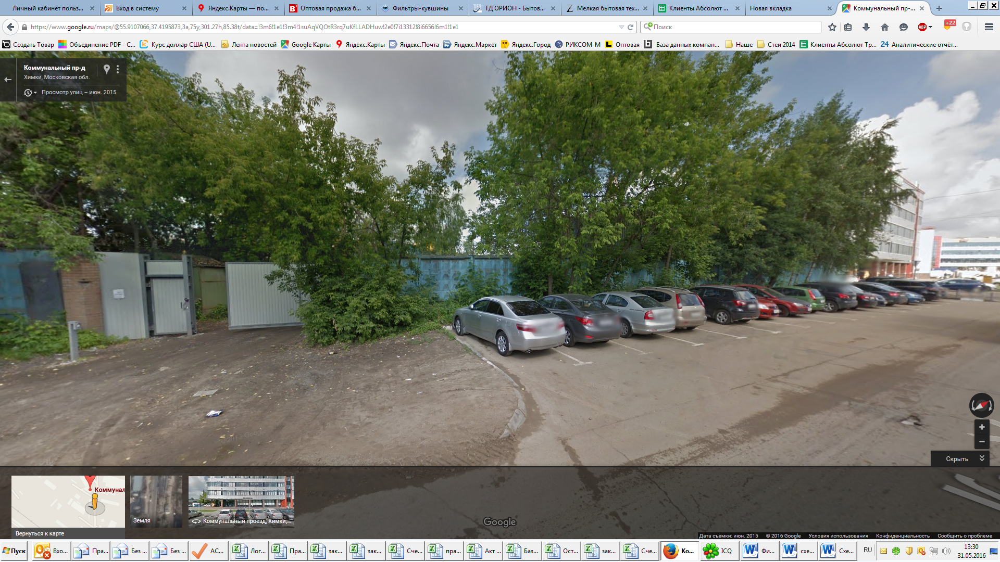 Личный кабинет польз...
Вход в систему
Яндекс.Карты — по...
Оптовая продажа б...
Фильтры-кувшины
ТД ОРИОН - Бытов...
Мелкая бытовая тех...
Клиенты Абсолют ...
Новая вкладка
Коммунальный пр-...
https://www.google.ru/maps/@55.9107066,37.4195873,3a,75y,301.27h,85.38t/data=!3m6!1e1!3m4!1suAqVQOtR3rq7uKfLLADHuw!2e0!7i13312!8i6656!6m1!1e1
Поиск
ABP
+22
Создать Товар
Объединение PDF - С...
Курс доллар США (U...
Лента новостей
Google Карты
Яндекс.Карты
Яндекс.Почта
Яндекс.Маркет
Яндекс.Город
РИКСОМ-М
Оптовая
База данных компан...
Наше
Стеи 2014
Клиенты Абсолют Тр...
24 Аналитические отчёт...
Коммунальный пр-д
Химки, Московская обл.
Просмотр улиц – июн. 2015
Скрыть
Коммунал
Земля
Коммунальный проезд, Химки,...
Вернуться к карте
Google
Дата съемки: июн. 2015
© 2016 Google
Условия использования
Конфиденциальность
Сообщить о проблеме
Пуск
Вхо...
Пра...
Без ...
Без ...
АС...
Лог...
Пра...
зак...
зак...
Сче...
пра...
Акт ...
Баз...
Ост...
зак...
Сче...
Ко...
ICQ
Фи...
схе...
Схе...
RU
13:30
31.05.2016